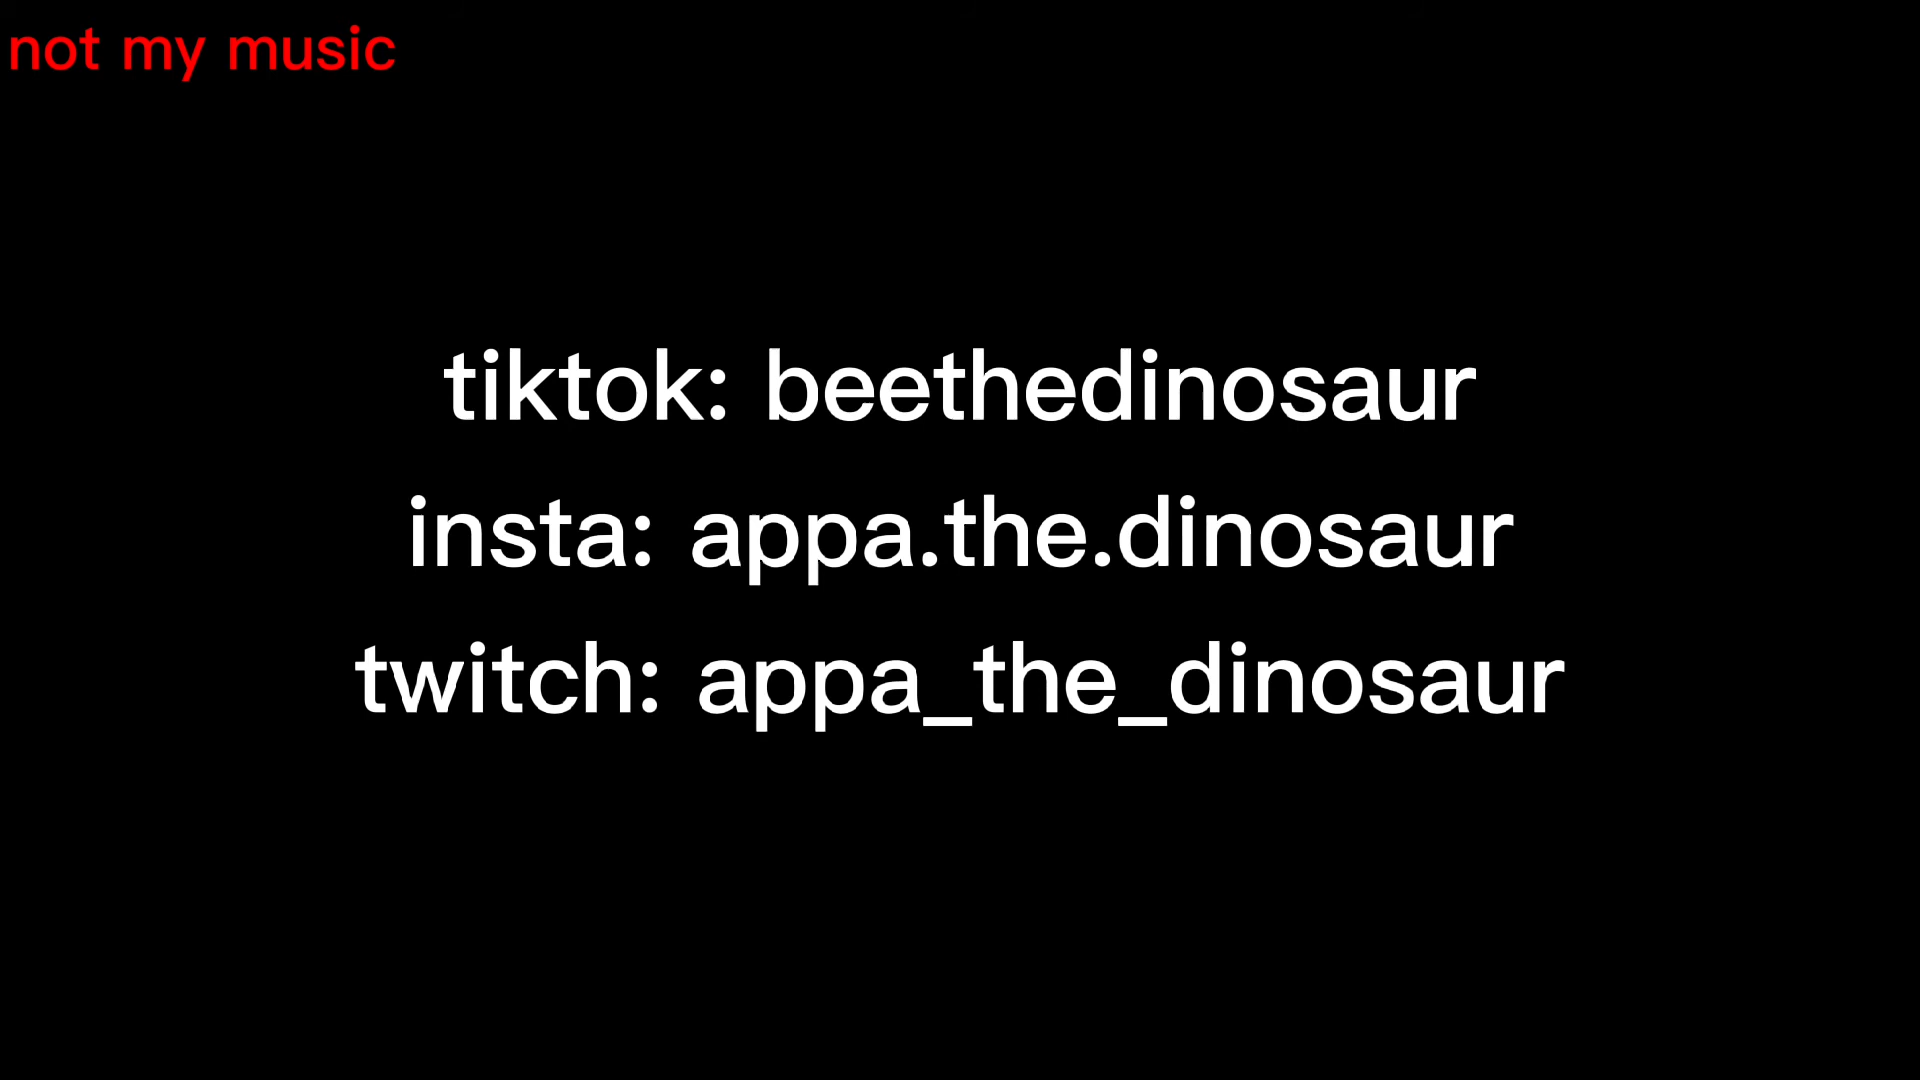 not my music
tiktok: beethedinosaur
insta: appa.the.dinosaur
twitch: appa_the_dinosaur